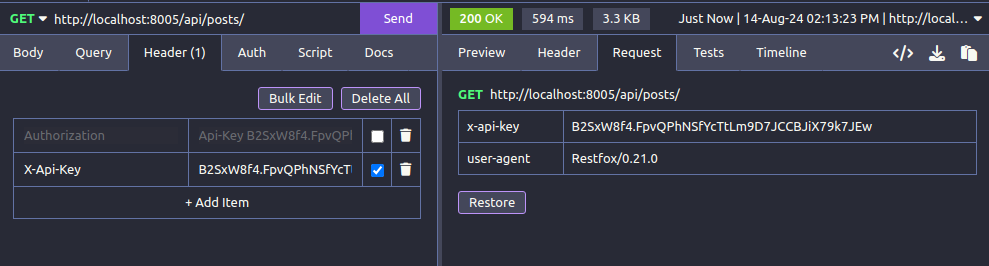 GET http://localhost:8005/api/posts/ Send
Body Query Header (1) Auth Script Docs
Bulk Edit Delete All
Authorization Api-Key B2SxW8f4.FpvQPh
X-Api-Key B2SxW8f4.FpvQPhNSfYcT
+ Add Item
200 OK 594 ms 3.3 KB Just Now | 14-Aug-24 02:13:23 PM | http://local...
Preview Header Request Tests Timeline
GET http://localhost:8005/api/posts/
x-api-key B2SxW8f4.FpvQPhNSfYcTtLm9D7JCCBJiX79k7JEw
user-agent Restfox/0.21.0
Restore